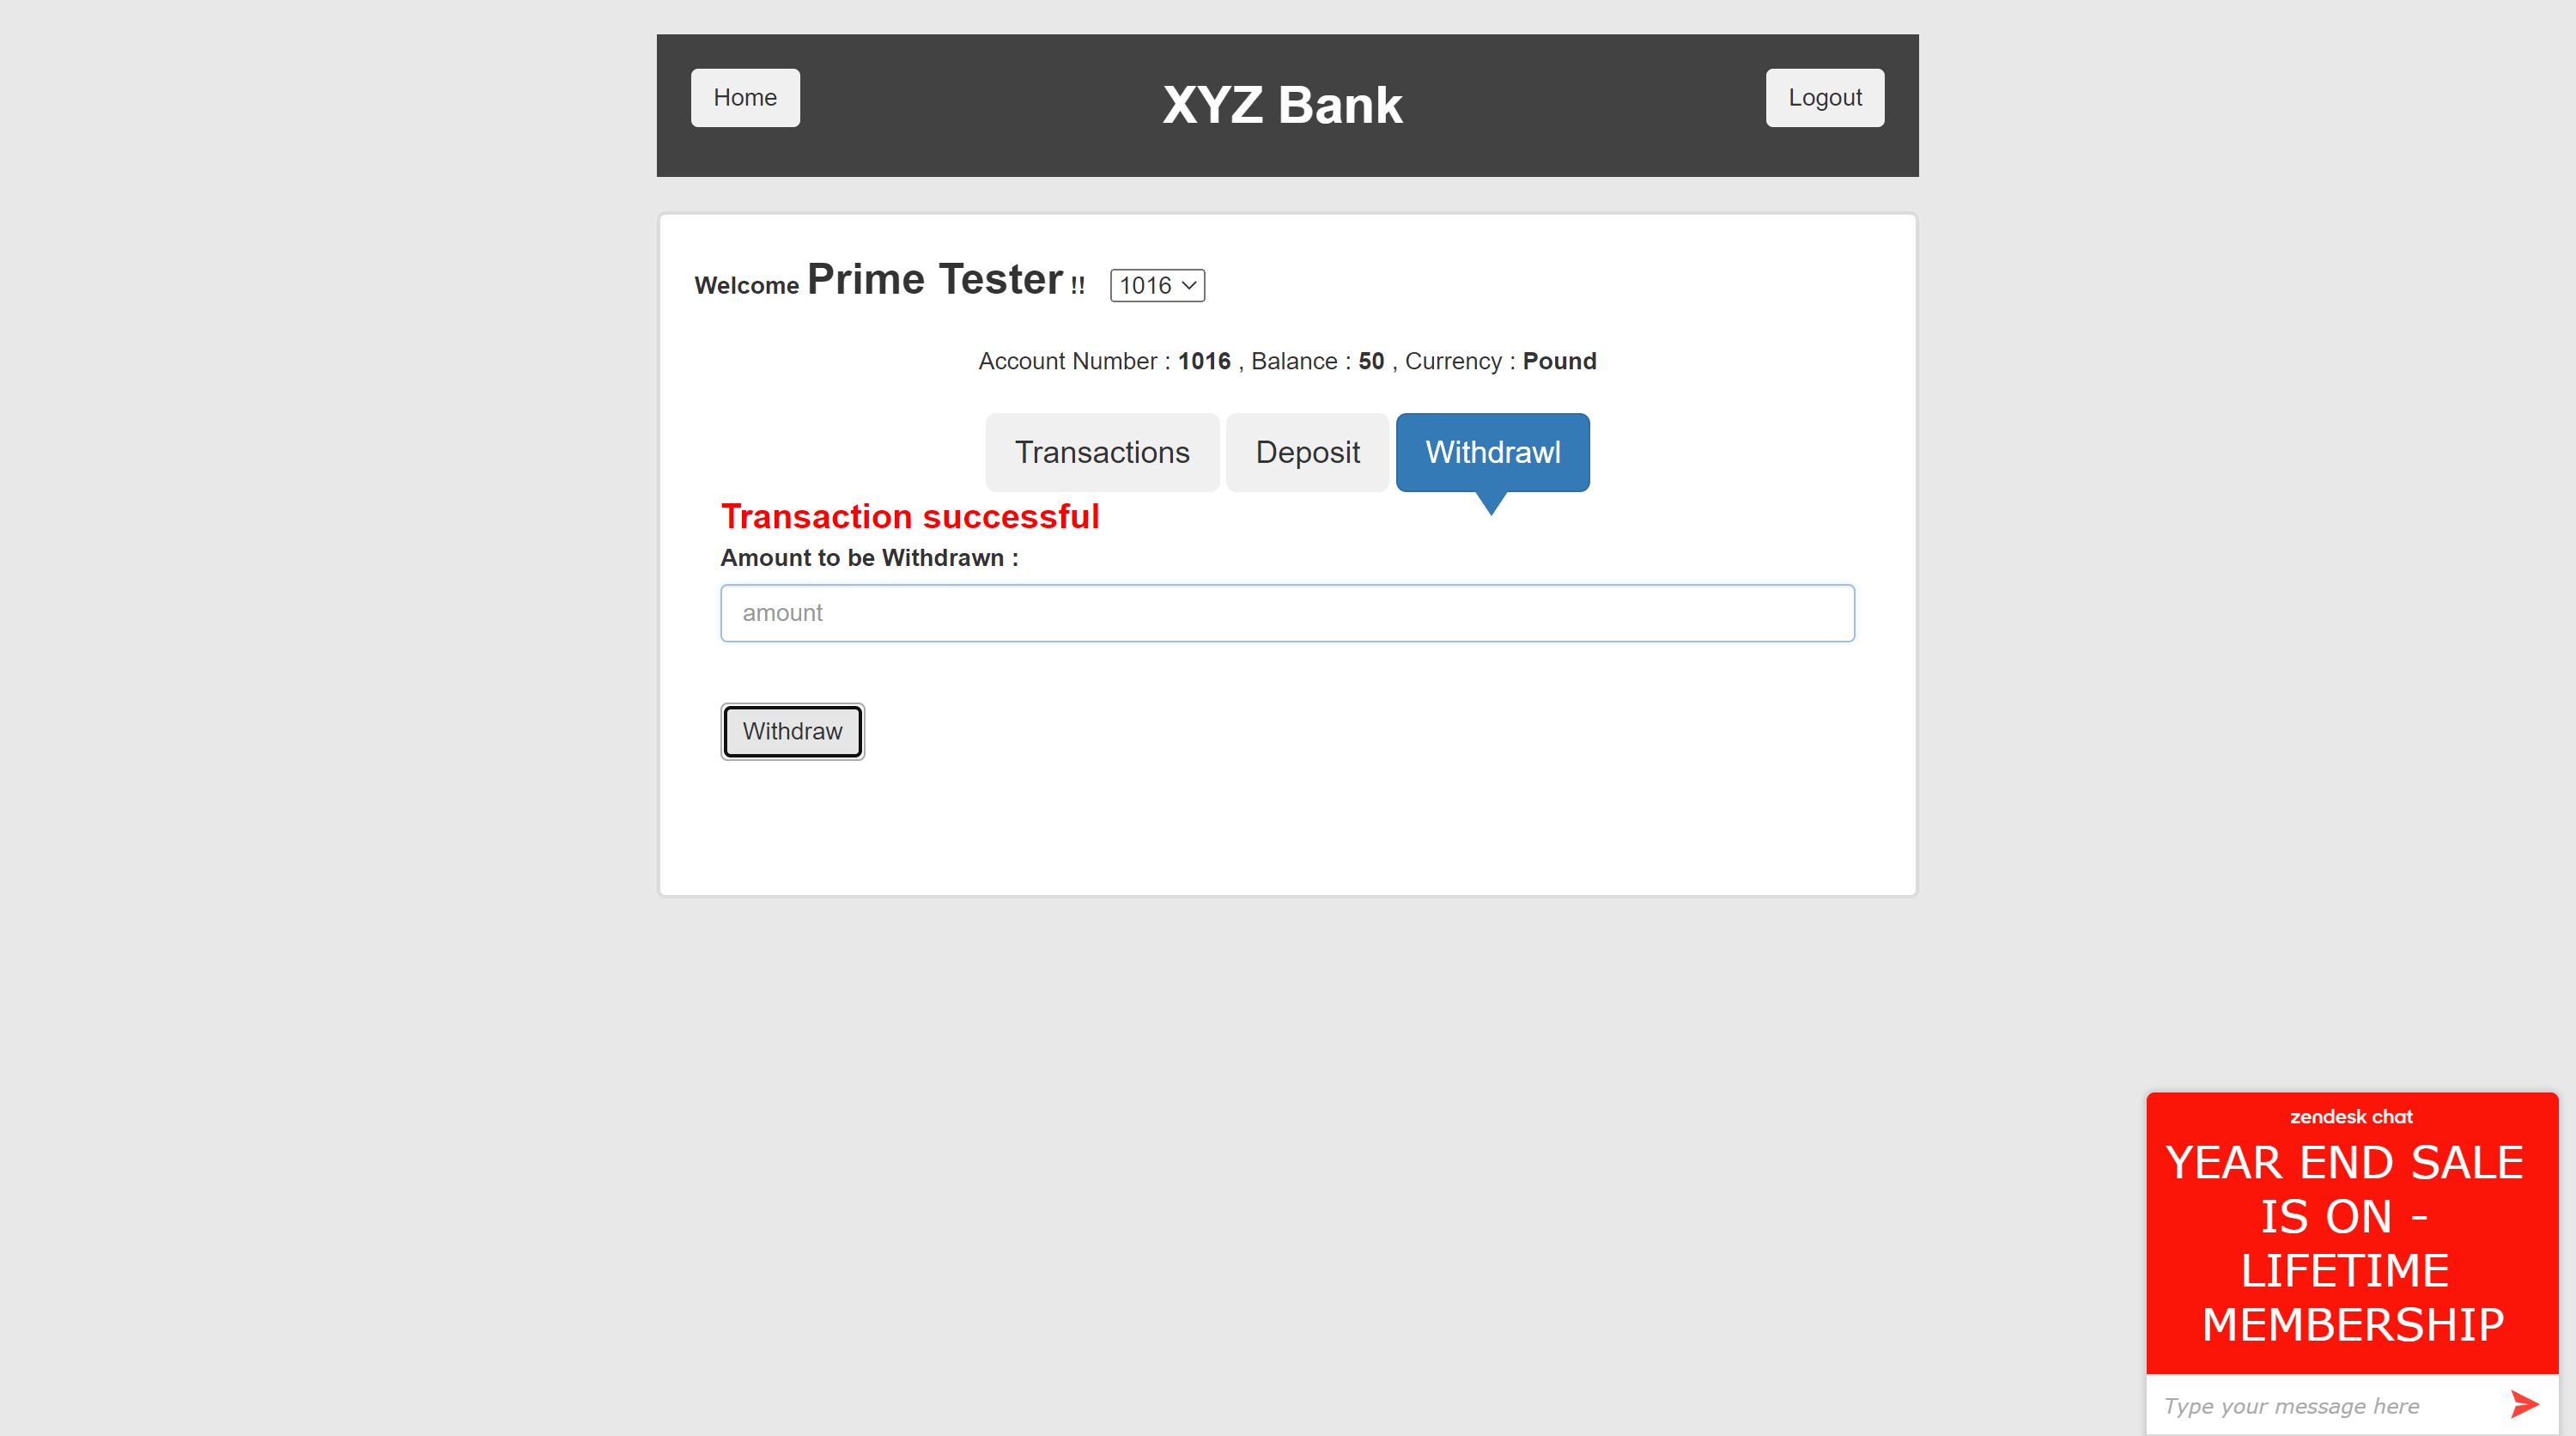 Home
XYZ Bank
Logout
Welcome Prime Tester !! 1016
Account Number : 1016 , Balance : 50 , Currency : Pound
Transactions Deposit Withdrawl
Transaction successful
Amount to be Withdrawn :
amount
Withdraw
zendesk chat
YEAR END SALE
IS ON -
LIFETIME
MEMBERSHIP
Type your message here